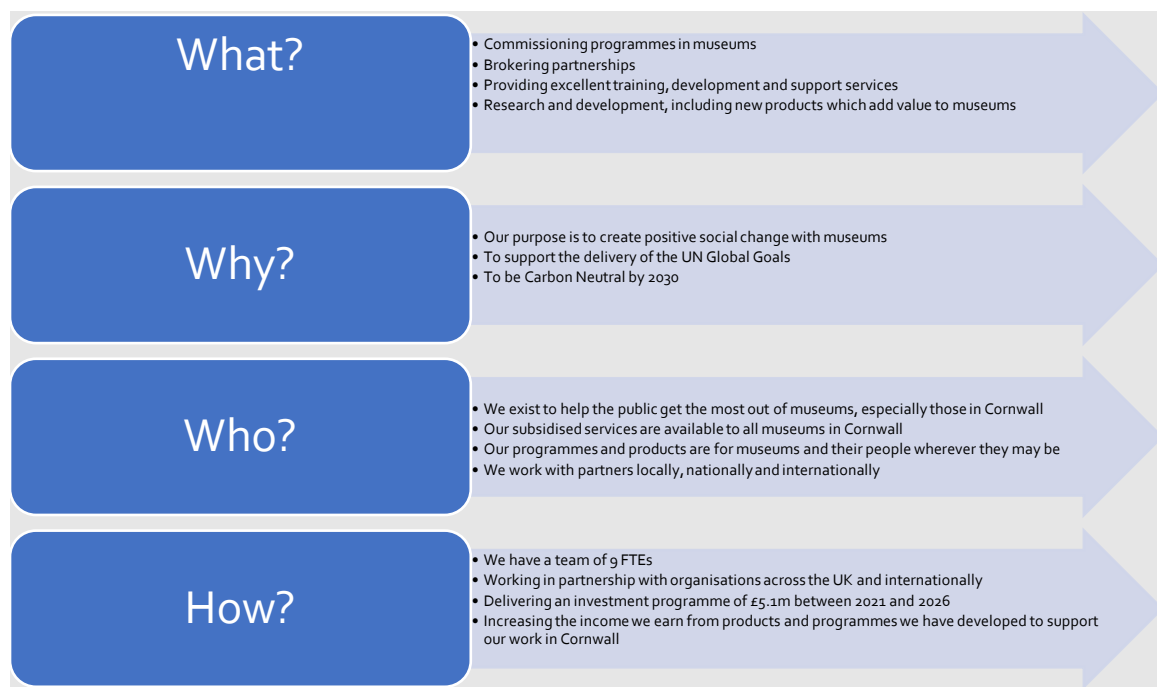 What?
• Commissioning programmes in museums
• Brokering partnerships
• Providing excellent training, development and support services
• Research and development, including new products which add value to museums
Why?
• Our purpose is to create positive social change with museums
• To support the delivery of the UN Global Goals
• To be Carbon Neutral by 2030
Who?
• We exist to help the public get the most out of museums, especially those in Cornwall
• Our subsidised services are available to all museums in Cornwall
• Our programmes and products are for museums and their people wherever they may be
• We work with partners locally, nationally and internationally
How?
• We have a team of 9 FTEs
• Working in partnership with organisations across the UK and internationally
• Delivering an investment programme of £5.1m between 2021 and 2026
• Increasing the income we earn from products and programmes we have developed to support
our work in Cornwall